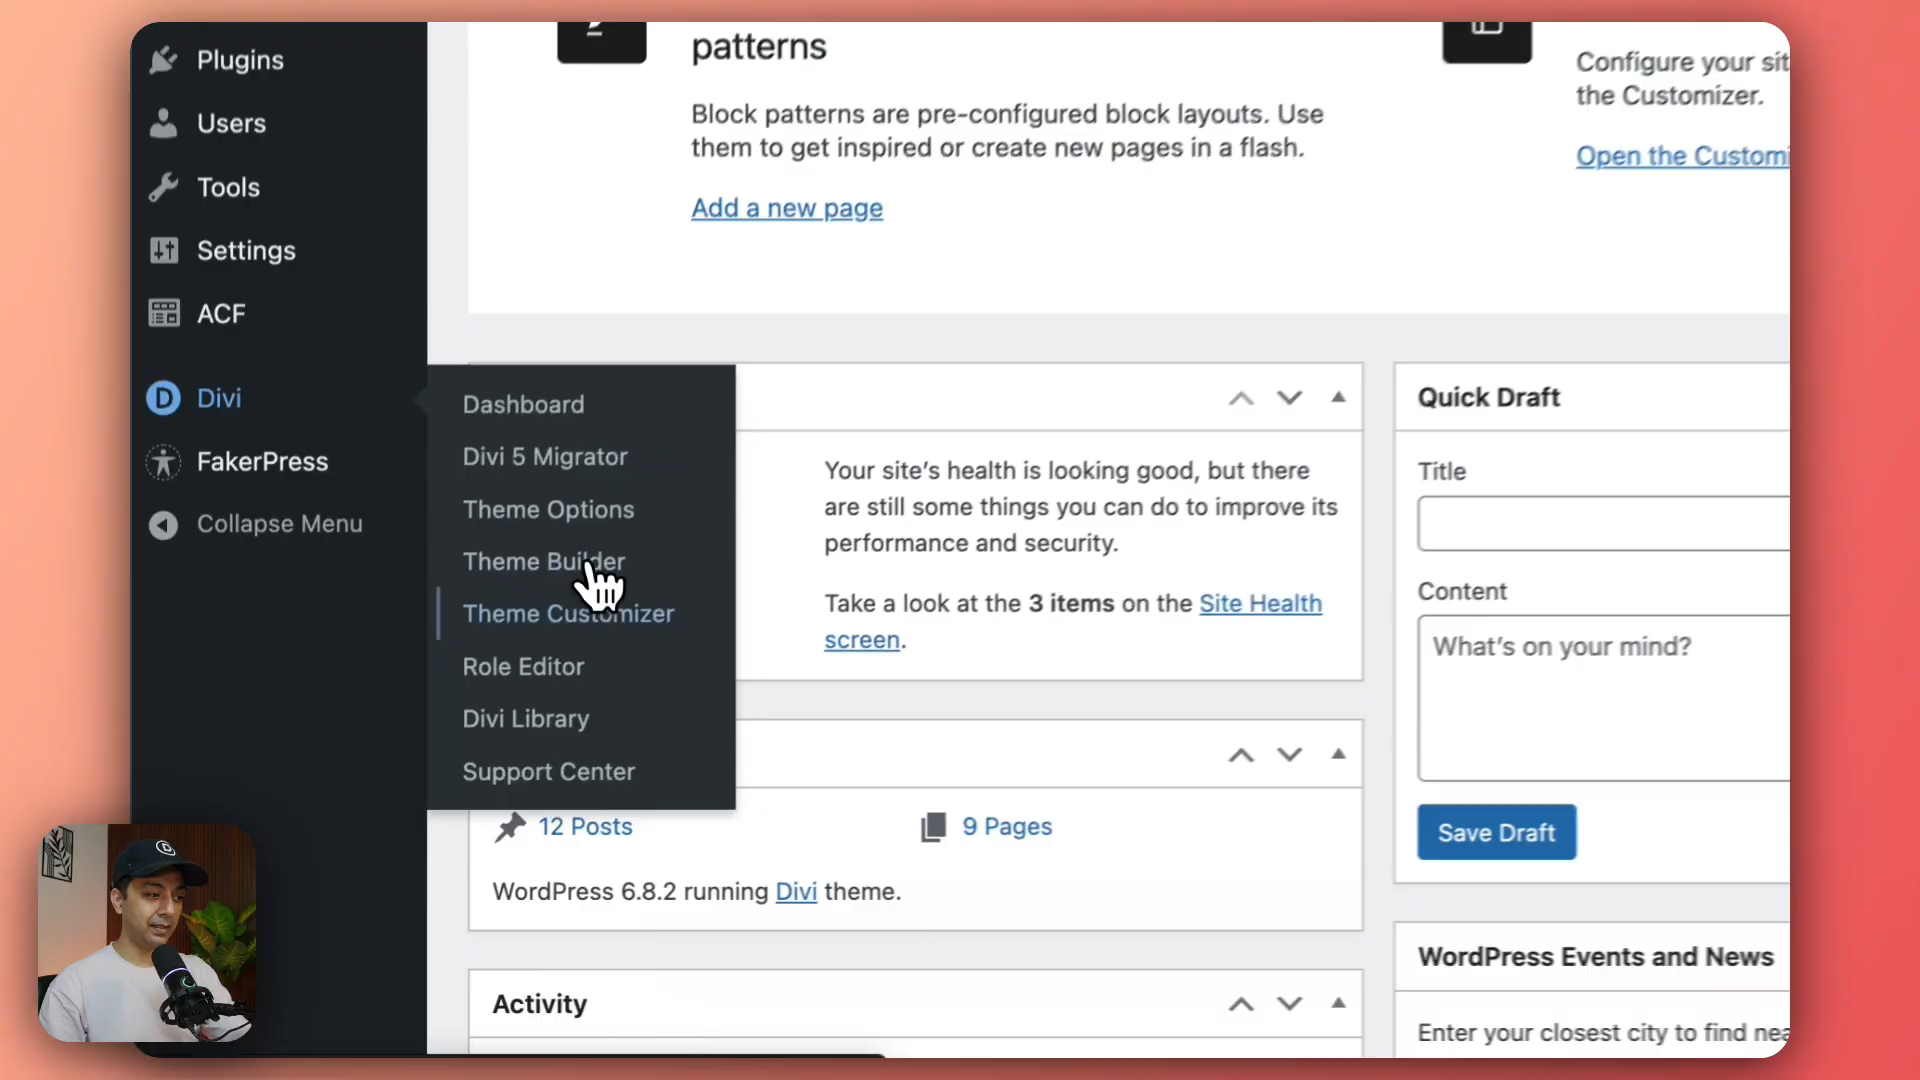 Plugins
Users
Tools
Settings
ACF
Divi
FakerPress
Collapse Menu
Dashboard
Divi 5 Migrator
Theme Options
Theme Builder
Theme Customizer
Role Editor
Divi Library
Support Center
patterns
Block patterns are pre-configured block layouts. Use
them to get inspired or create new pages in a flash.
Add a new page
Configure your sit
the Customizer.
Open the Customi
Your site's health is looking good, but there
are still some things you can do to improve its
performance and security.
Take a look at the 3 items on the Site Health
screen.
12 Posts
9 Pages
WordPress 6.8.2 running Divi theme.
Activity
Quick Draft
Title
Content
What's on your mind?
Save Draft
WordPress Events and News
Enter your closest city to find nea